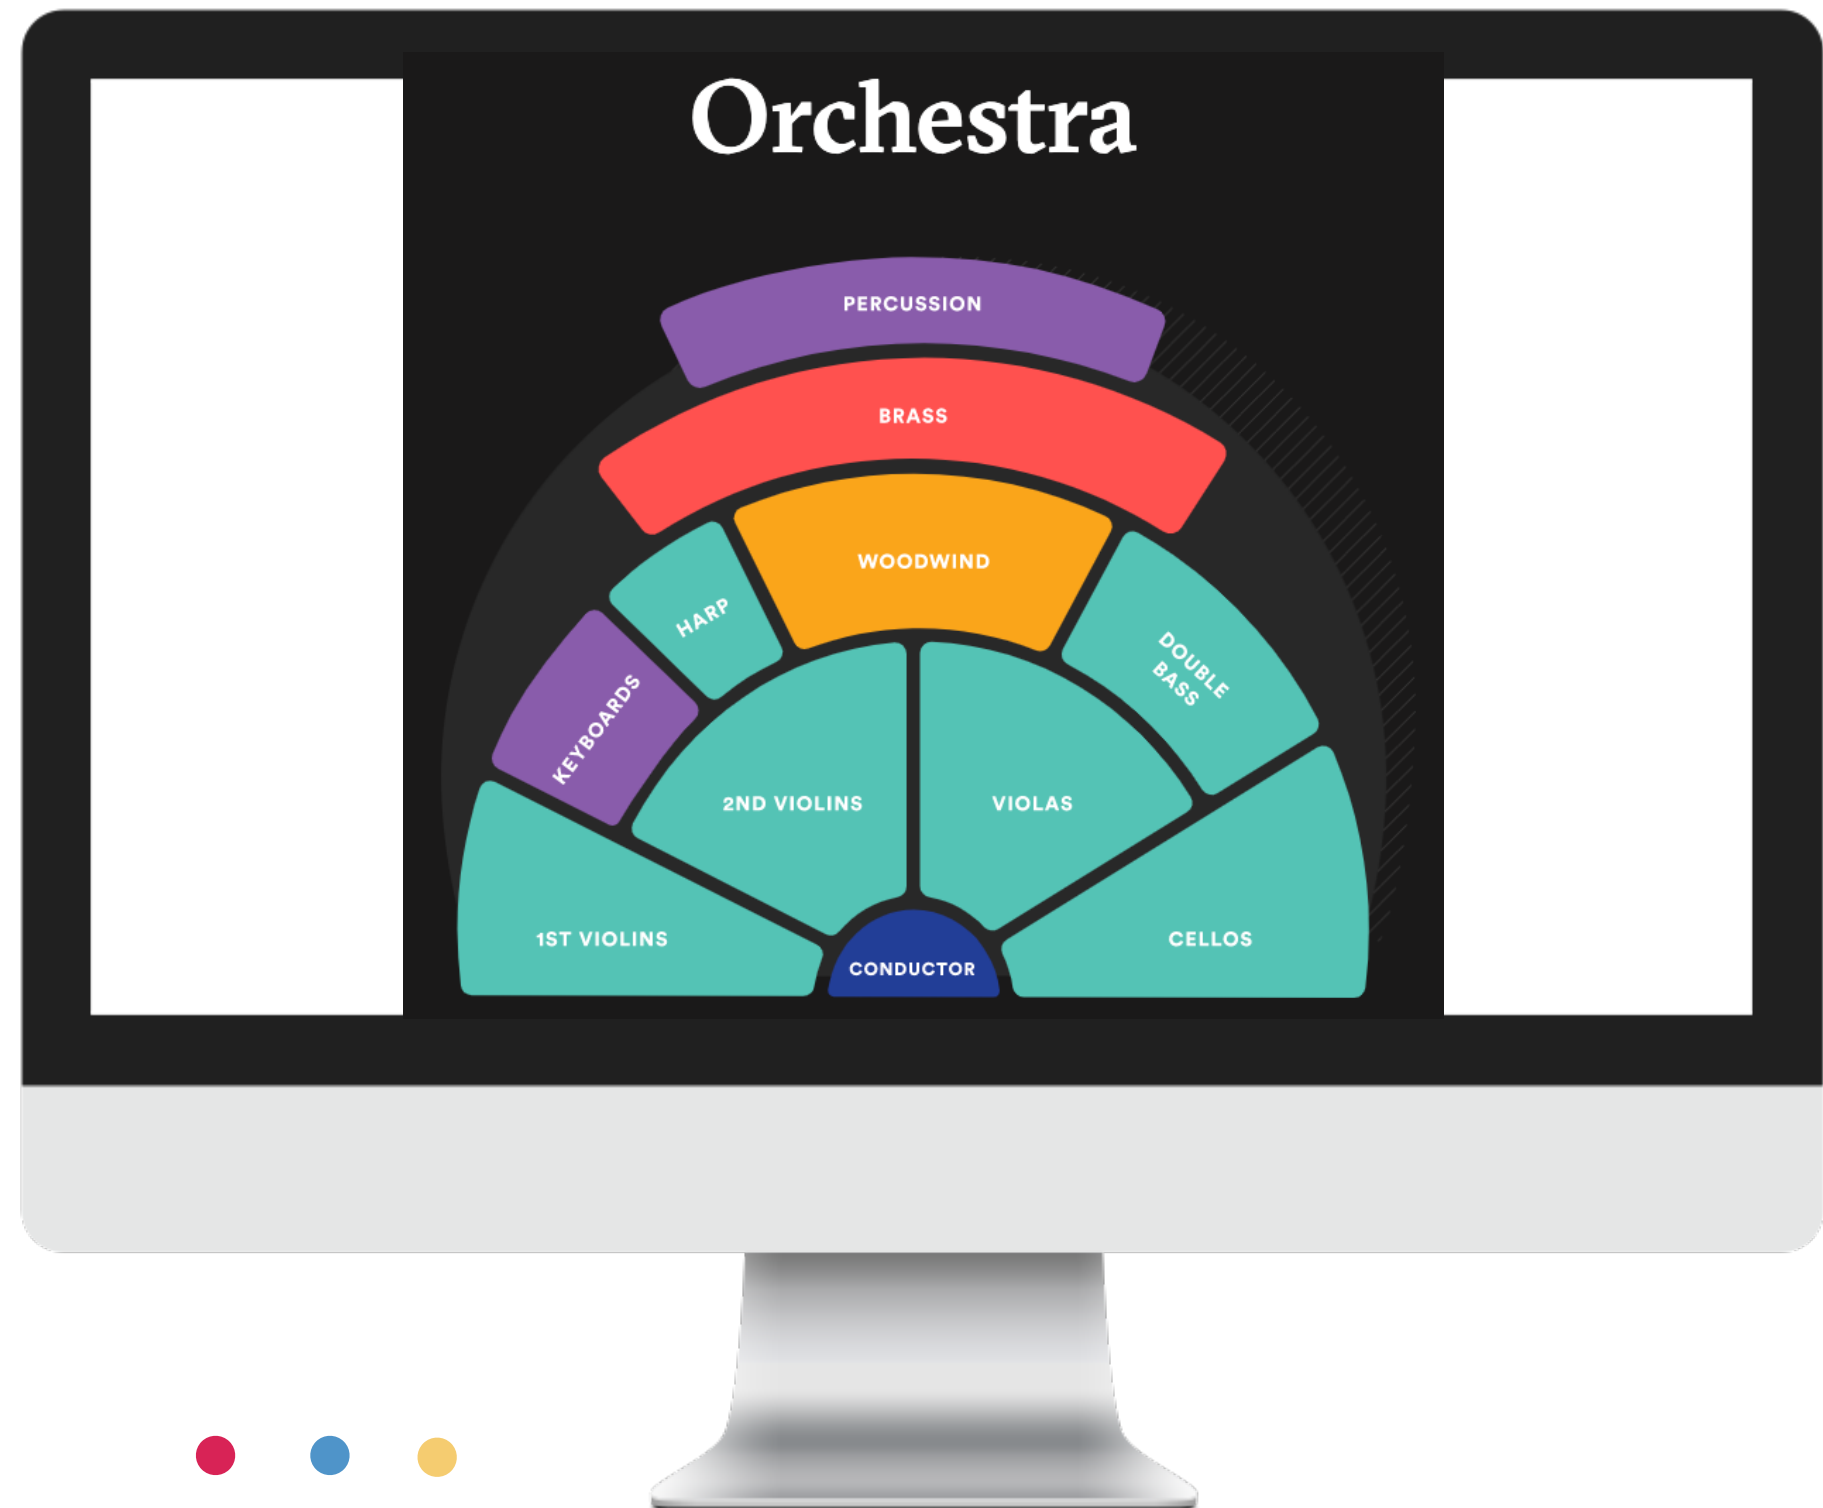 Orchestra
PERCUSSION
BRASS
WOODWIND
HARP
DOUBLE
BASS
KEYBOARDS
2ND VIOLINS
VIOLAS
1ST VIOLINS
CELLOS
CONDUCTOR